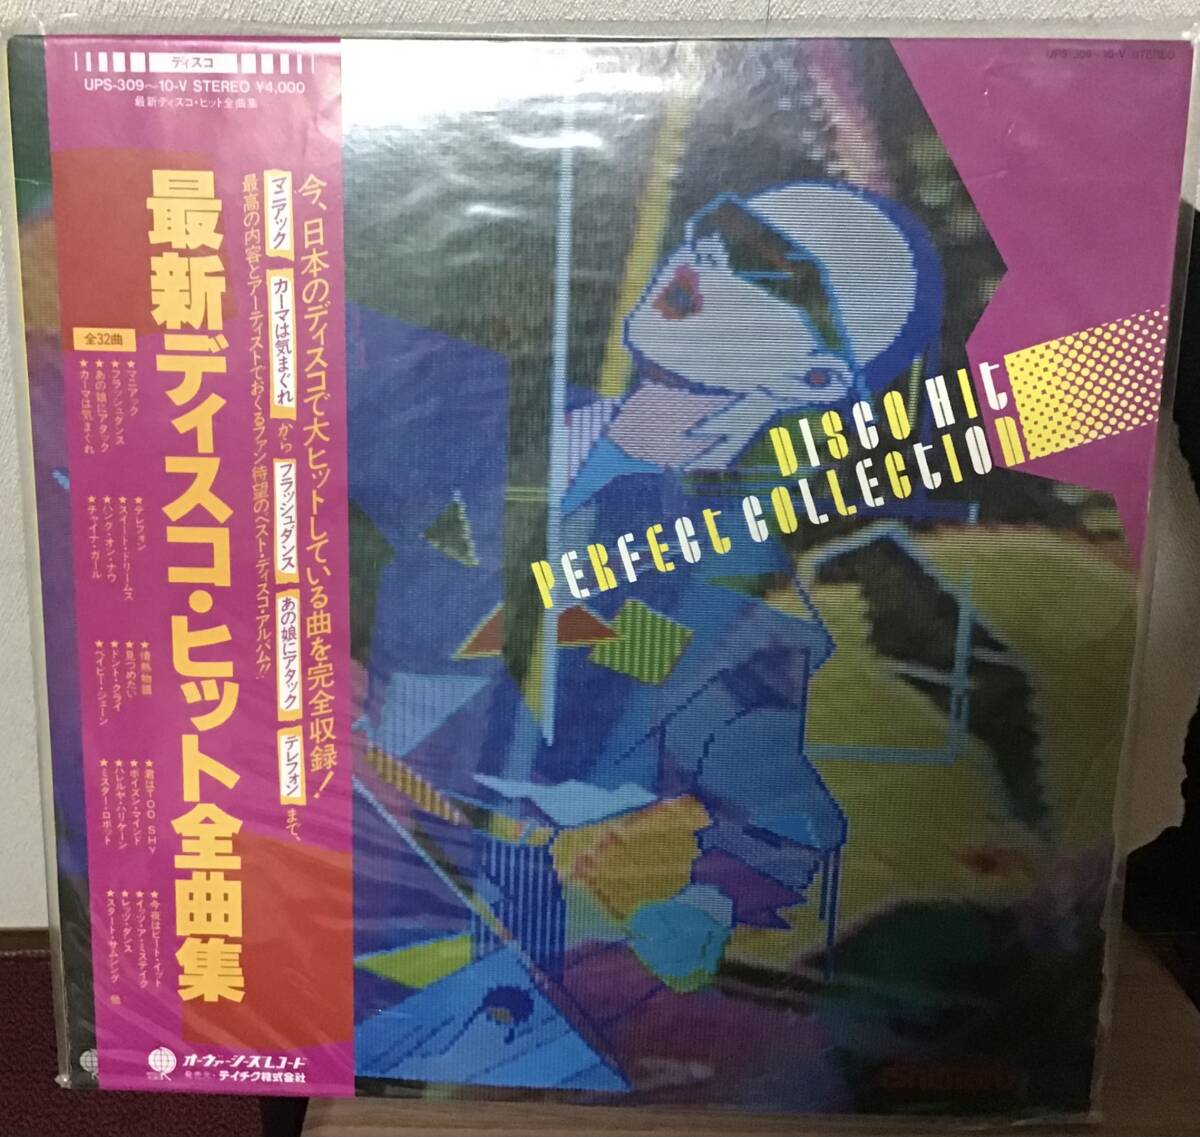 ディスコ
UPS-309〜10-V STEREO ¥4,000
最新ディスコ・ヒット全曲集
今、日本のディスコで大ヒットしている曲を完全収録!
マニアック カーマは気まぐれ から フラッシュダンス あの娘にアタック テレフォン まで、
最高の内容とアーティストでおくるファン待望のベスト・ディスコ・アルバム!!
最新ディスコ・ヒット全曲集
全32曲
★マニアック
★フラッシュダンス
★あの娘にアタック
★カーマは気まぐれ
★テレフォン
★スイート・ドリームス
★ハング・オン・ナウ
★チャイナ・ガール
★情熱物語
★見つめたい
★ドント・クライ
★ベイビー・ジェーン
★君はTOO SHY
★ポイズン・マインド
★ハレルヤ・ハリケーン
★ミスター・ロボット
★今夜はビート・イット
★イッツ・ア・ミステイク
★レッツ・ダンス
★スタート・サムシング 他
オーヴァーシーズレコード
発売元・テイチク株式会社
UPS-309〜10-V STEREO
DISCO HIT
PERFECT COLLECTION